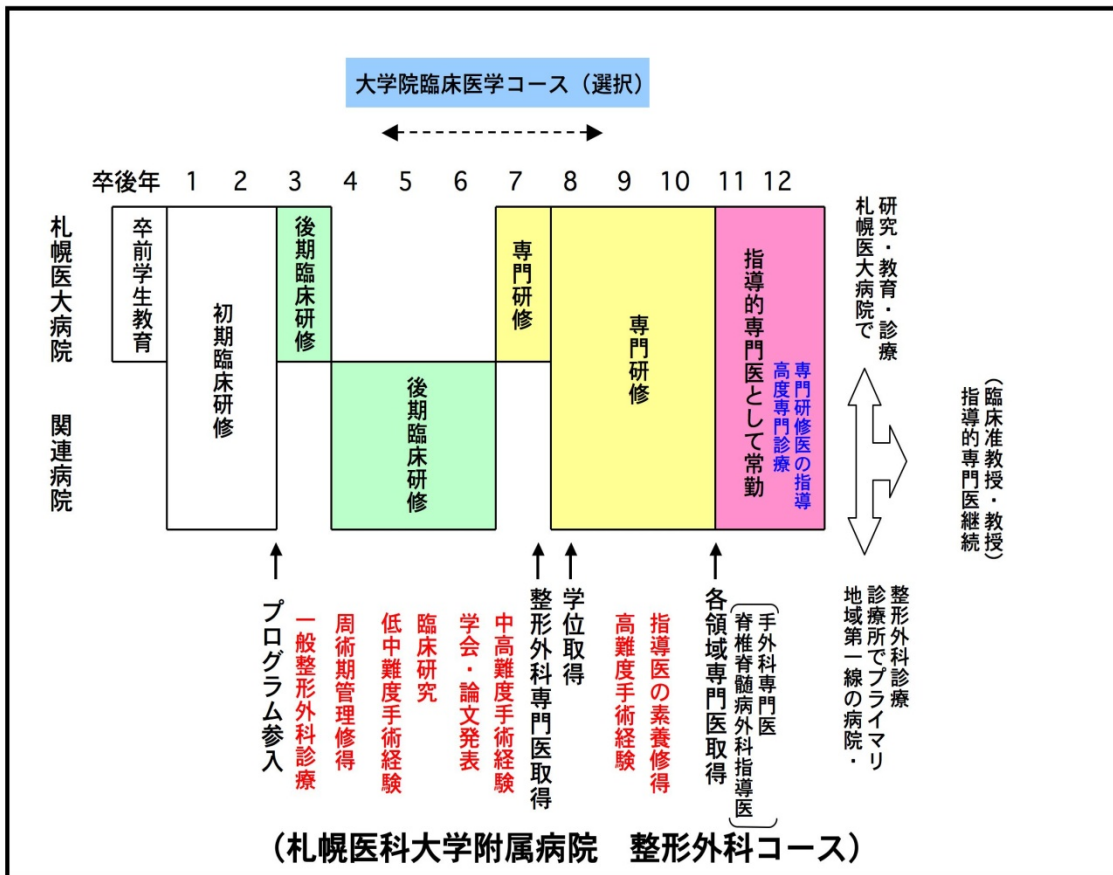 大学院臨床医学コース（選択）
卒後年 1 2 3 4 5 6 7 8 9 10 11 12
札幌医大病院
関連病院
卒前学生教育
初期臨床研修
後期臨床研修
後期臨床研修
専門研修
専門研修
指導的専門医として常勤
専門研修医の指導
高度専門診療
研究・教育・診療
札幌医大病院で
（臨床准教授・教授）
指導的専門医継続
整形外科診療
診療所でプライマリ
地域第一線の病院・
プログラム参入
一般整形外科診療
周術期管理修得
低中難度手術経験
臨床研究
学会・論文発表
中高難度手術経験
整形外科専門医取得
学位取得
高難度手術経験
指導医の素養修得
各領域専門医取得
手外科専門医
脊椎脊髄病外科指導医
（札幌医科大学附属病院　整形外科コース）